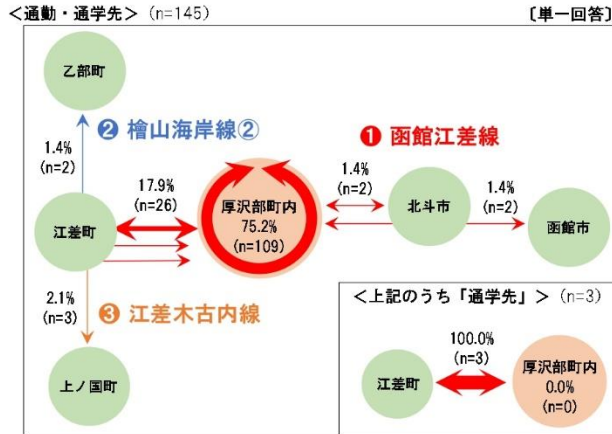 ＜通勤・通学先＞(n=145)
〔単一回答〕
乙部町
❷ 檜山海岸線②
❶ 函館江差線
1.4%
(n=2)
17.9%
(n=26)
江差町
厚沢部町内
75.2%
(n=109)
1.4%
(n=2)
北斗市
1.4%
(n=2)
函館市
2.1%
(n=3)
❸ 江差木古内線
上ノ国町
＜上記のうち「通学先」＞(n=3)
100.0%
(n=3)
江差町
厚沢部町内
0.0%
(n=0)